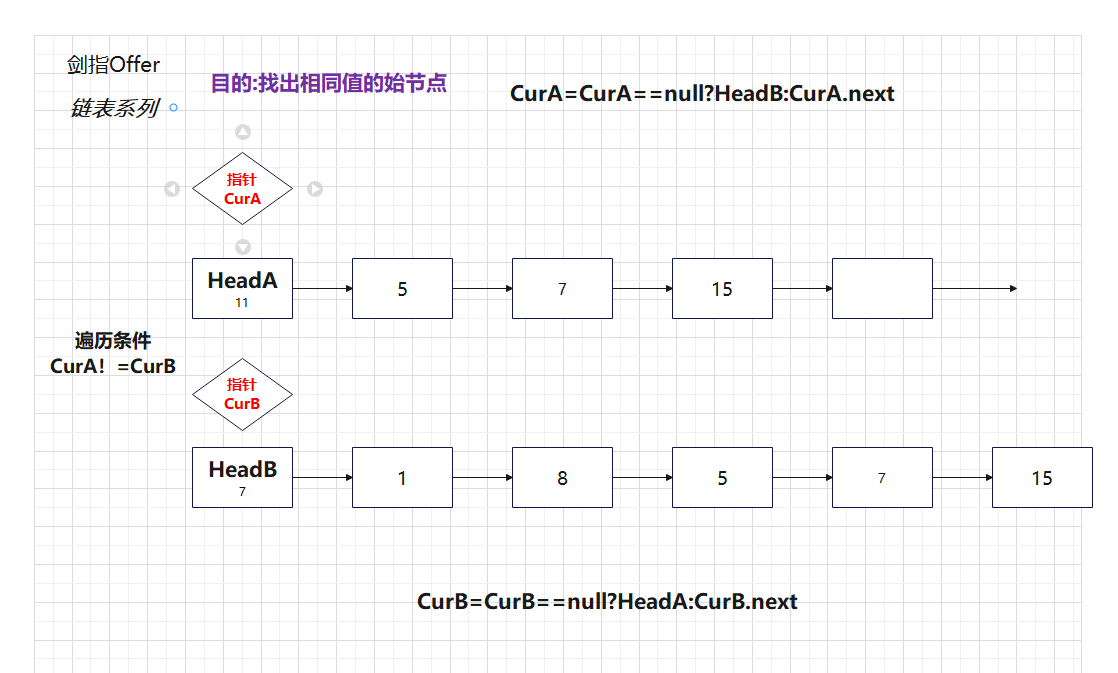 剑指Offer
链表系列
目的:找出相同值的始节点
CurA=CurA==null?HeadB:CurA.next
指针
CurA
HeadA
11
5
7
15
遍历条件
CurA！=CurB
指针
CurB
HeadB
7
1
8
5
7
15
CurB=CurB==null?HeadA:CurB.next